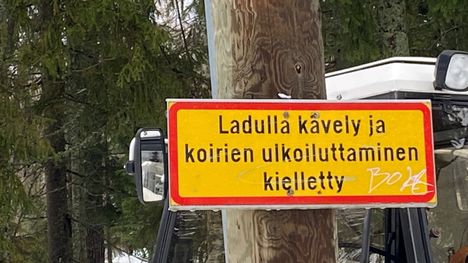 Ladulla kävely ja
koirien ulkoiluttaminen
kielletty